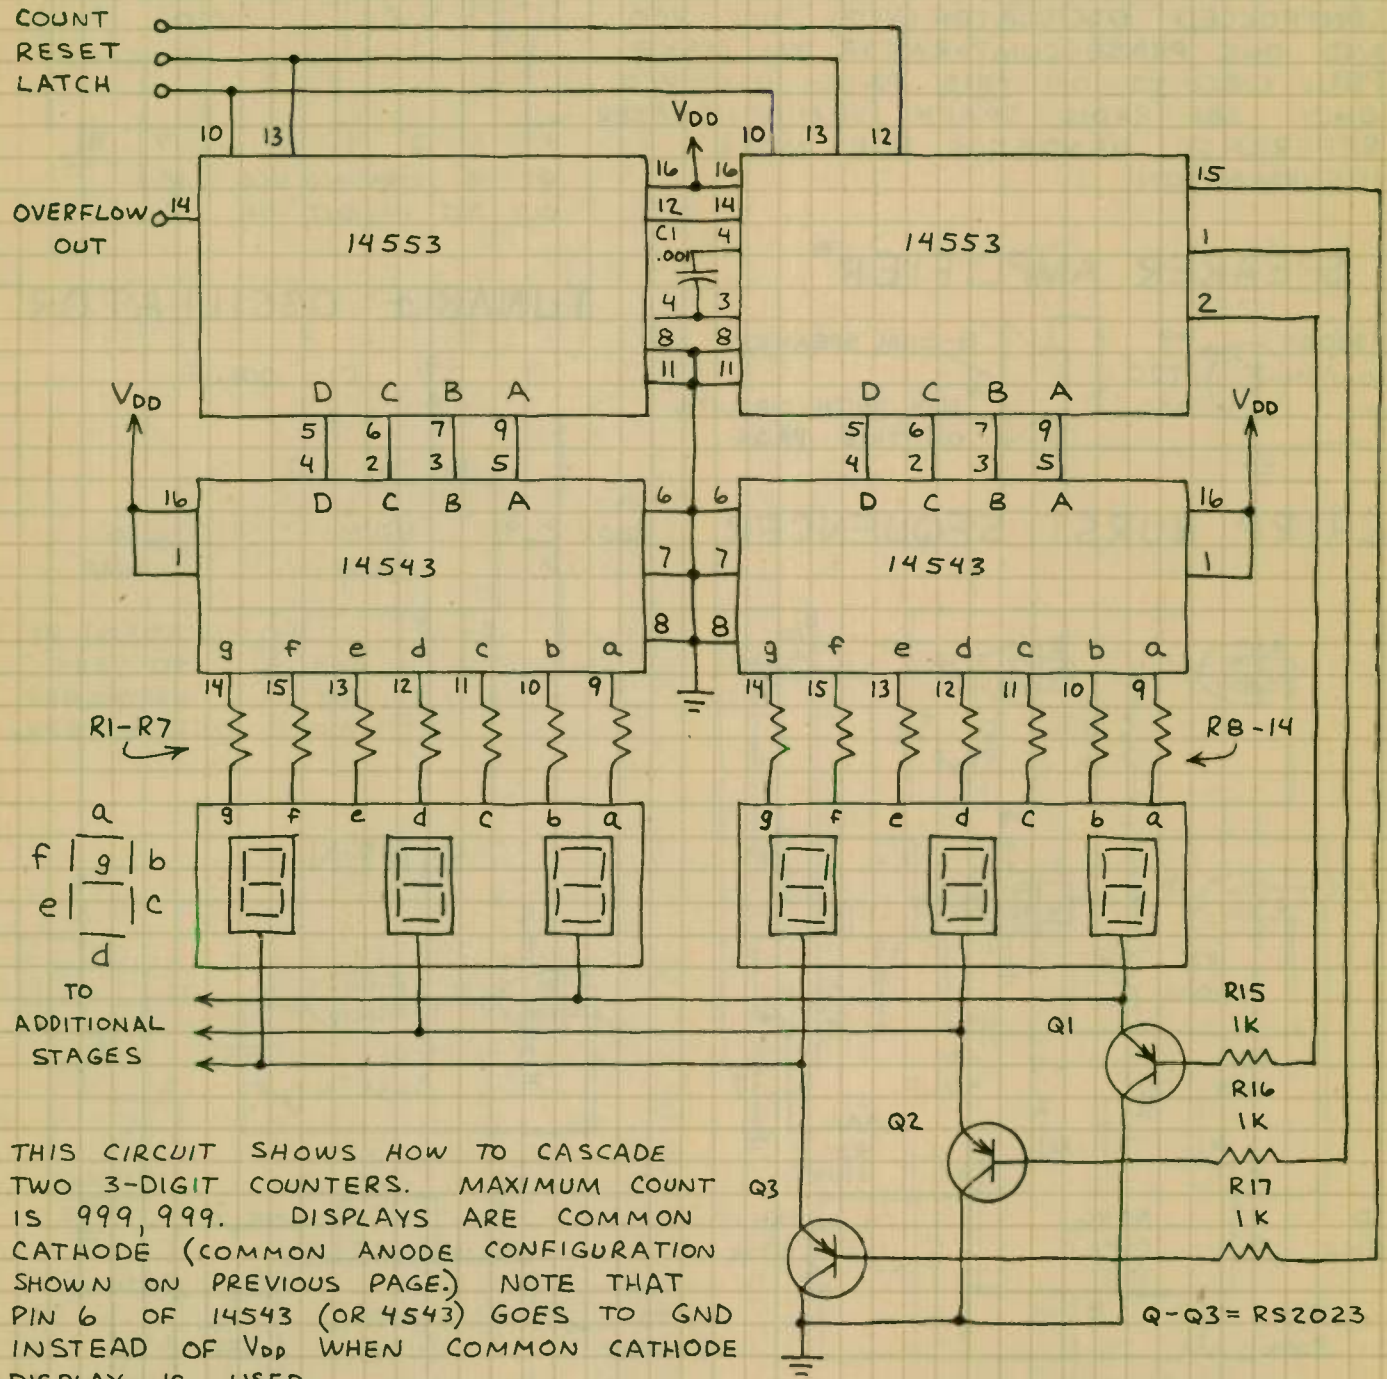 COUNT
RESET
LATCH
10 13
VDD
10 13 12
OVERFLOW 14
OUT
16 16
12 14
C1 4
.001
4 3
8 8
11 11
14553
14553
15
1
2
VDD
D C B A
D C B A
VDD
5 6 7 9
4 2 3 5
5 6 7 9
4 2 3 5
16
1
D C B A
14543
6 6
7 7
8 8
D C B A
14543
16
1
g f e d c b a
g f e d c b a
14 15 13 12 11 10 9
14 15 13 12 11 10 9
R1-R7
R8-14
g f e d c b a
g f e d c b a
a
f g b
e c
d
TO
ADDITIONAL
STAGES
Q1
R15
1K
Q2
R16
1K
Q3
R17
1K
THIS CIRCUIT SHOWS HOW TO CASCADE
TWO 3-DIGIT COUNTERS. MAXIMUM COUNT
IS 999,999. DISPLAYS ARE COMMON
CATHODE (COMMON ANODE CONFIGURATION
SHOWN ON PREVIOUS PAGE.) NOTE THAT
PIN 6 OF 14543 (OR 4543) GOES TO GND
INSTEAD OF VDD WHEN COMMON CATHODE
DISPLAY IS USED
Q-Q3 = RS2023